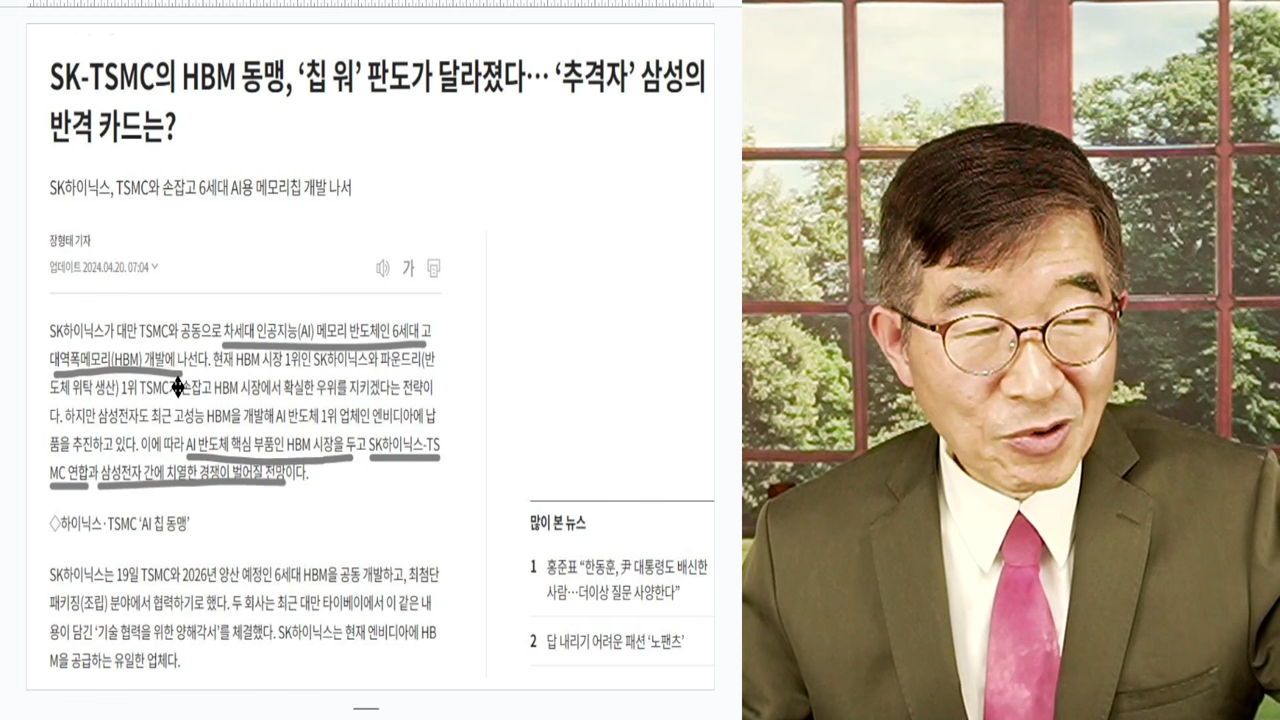 SK-TSMC의 HBM 동맹, ‘칩 워’ 판도가 달라졌다… ‘추격자’ 삼성의
반격 카드는?
SK하이닉스, TSMC와 손잡고 6세대 AI용 메모리칩 개발 나서
장형태 기자
업데이트 2024.04.20. 07:04
가
SK하이닉스가 대만 TSMC와 공동으로 차세대 인공지능(AI) 메모리 반도체인 6세대 고
대역폭메모리(HBM) 개발에 나선다. 현재 HBM 시장 1위인 SK하이닉스와 파운드리(반
도체 위탁 생산) 1위 TSMC가 손잡고 HBM 시장에서 확실한 우위를 지키겠다는 전략이
다. 하지만 삼성전자도 최근 고성능 HBM을 개발해 AI 반도체 1위 업체인 엔비디아에 납
품을 추진하고 있다. 이에 따라 AI 반도체 핵심 부품인 HBM 시장을 두고 SK하이닉스-TS
MC 연합과 삼성전자 간에 치열한 경쟁이 벌어질 전망이다.
◇하이닉스·TSMC ‘AI 칩 동맹’
SK하이닉스는 19일 TSMC와 2026년 양산 예정인 6세대 HBM을 공동 개발하고, 최첨단
패키징(조립) 분야에서 협력하기로 했다. 두 회사는 최근 대만 타이베이에서 이 같은 내
용이 담긴 ‘기술 협력을 위한 양해각서’를 체결했다. SK하이닉스는 현재 엔비디아에 HB
M을 공급하는 유일한 업체다.
많이 본 뉴스
1 홍준표 “한동훈, 尹 대통령도 배신한
사람…더이상 질문 사양한다”
2 답 내리기 어려운 패션 ‘노팬츠’